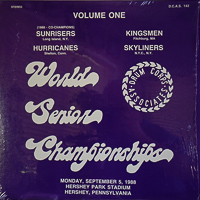 STEREO
VOLUME ONE
D.C.A.S. 143
(1988 - CO-CHAMPIONS)
SUNRISERS
Long Island, N.Y.
KINGSMEN
Fitchburg, MA
HURRICANES
Shelton, Conn.
SKYLINERS
N.Y.C., N.Y.
World
Senior
Championships
DRUM CORPS
ASSOCIATES
MONDAY, SEPTEMBER 5, 1988
HERSHEY PARK STADIUM
HERSHEY, PENNSYLVANIA